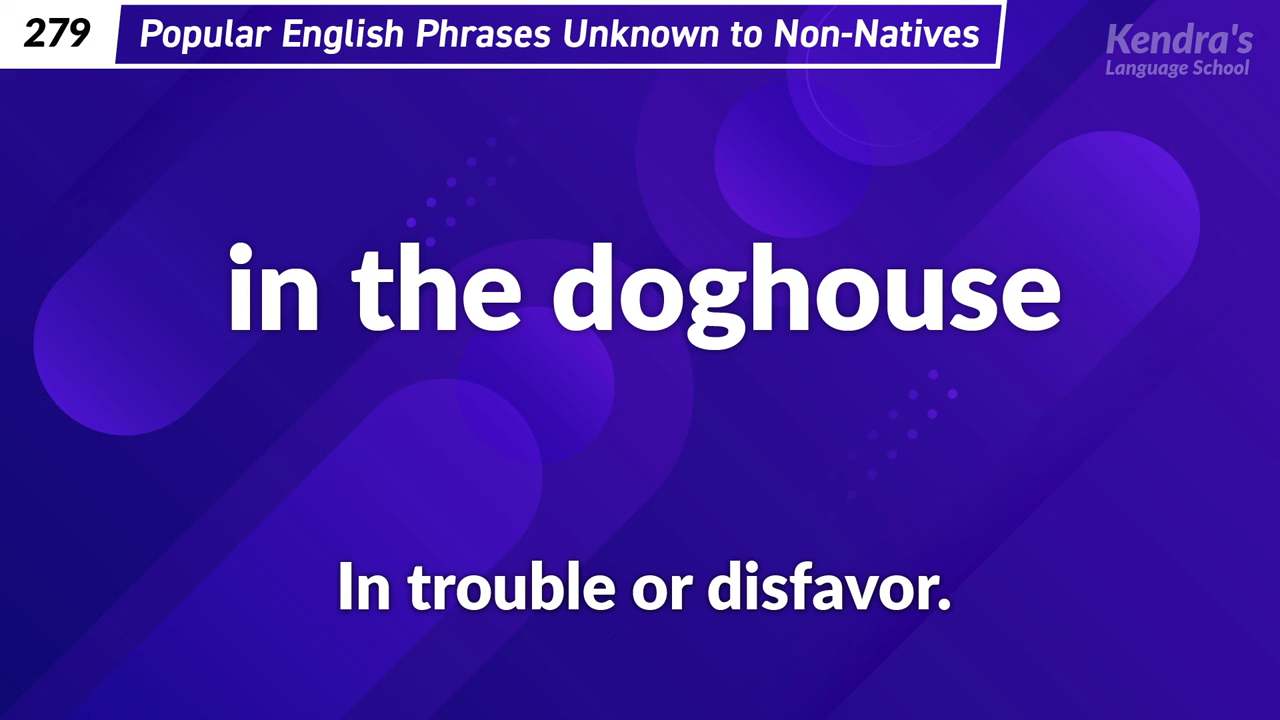 279 Popular English Phrases Unknown to Non-Natives
Kendra's
Language School
in the doghouse
In trouble or disfavor.